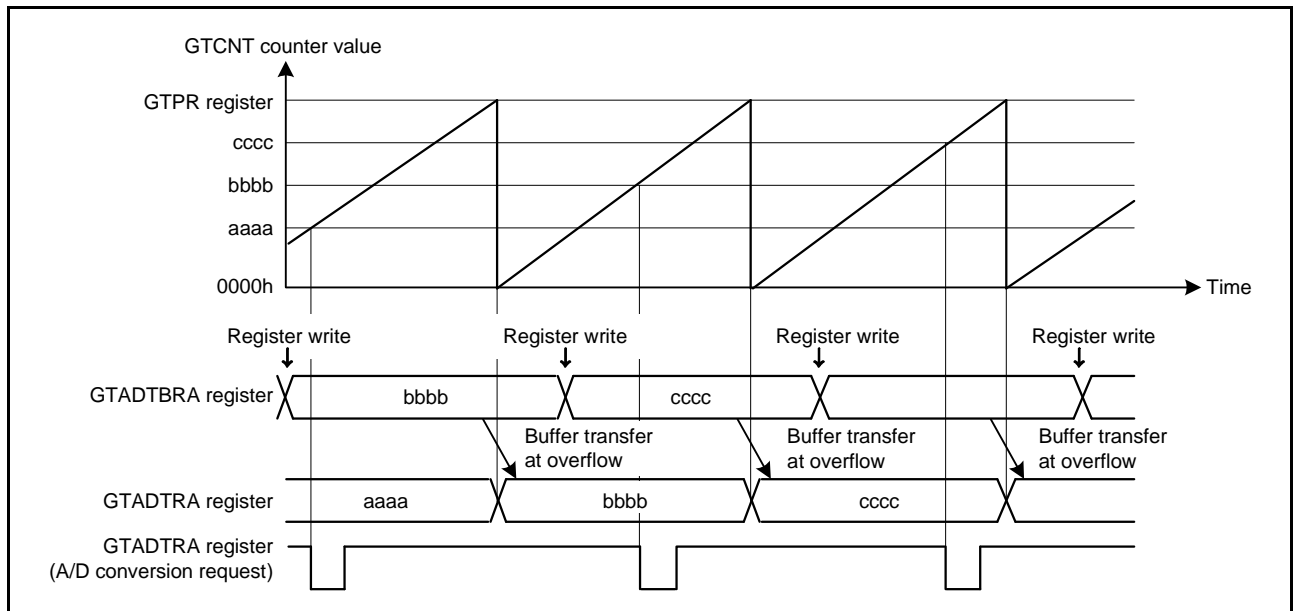 GTCNT counter value
GTPR register
cccc
bbbb
aaaa
0000h
Time
Register write Register write Register write Register write
GTADTBRA register bbbb cccc
Buffer transfer Buffer transfer Buffer transfer
at overflow at overflow at overflow
GTADTRA register aaaa bbbb cccc
GTADTRA register
(A/D conversion request)